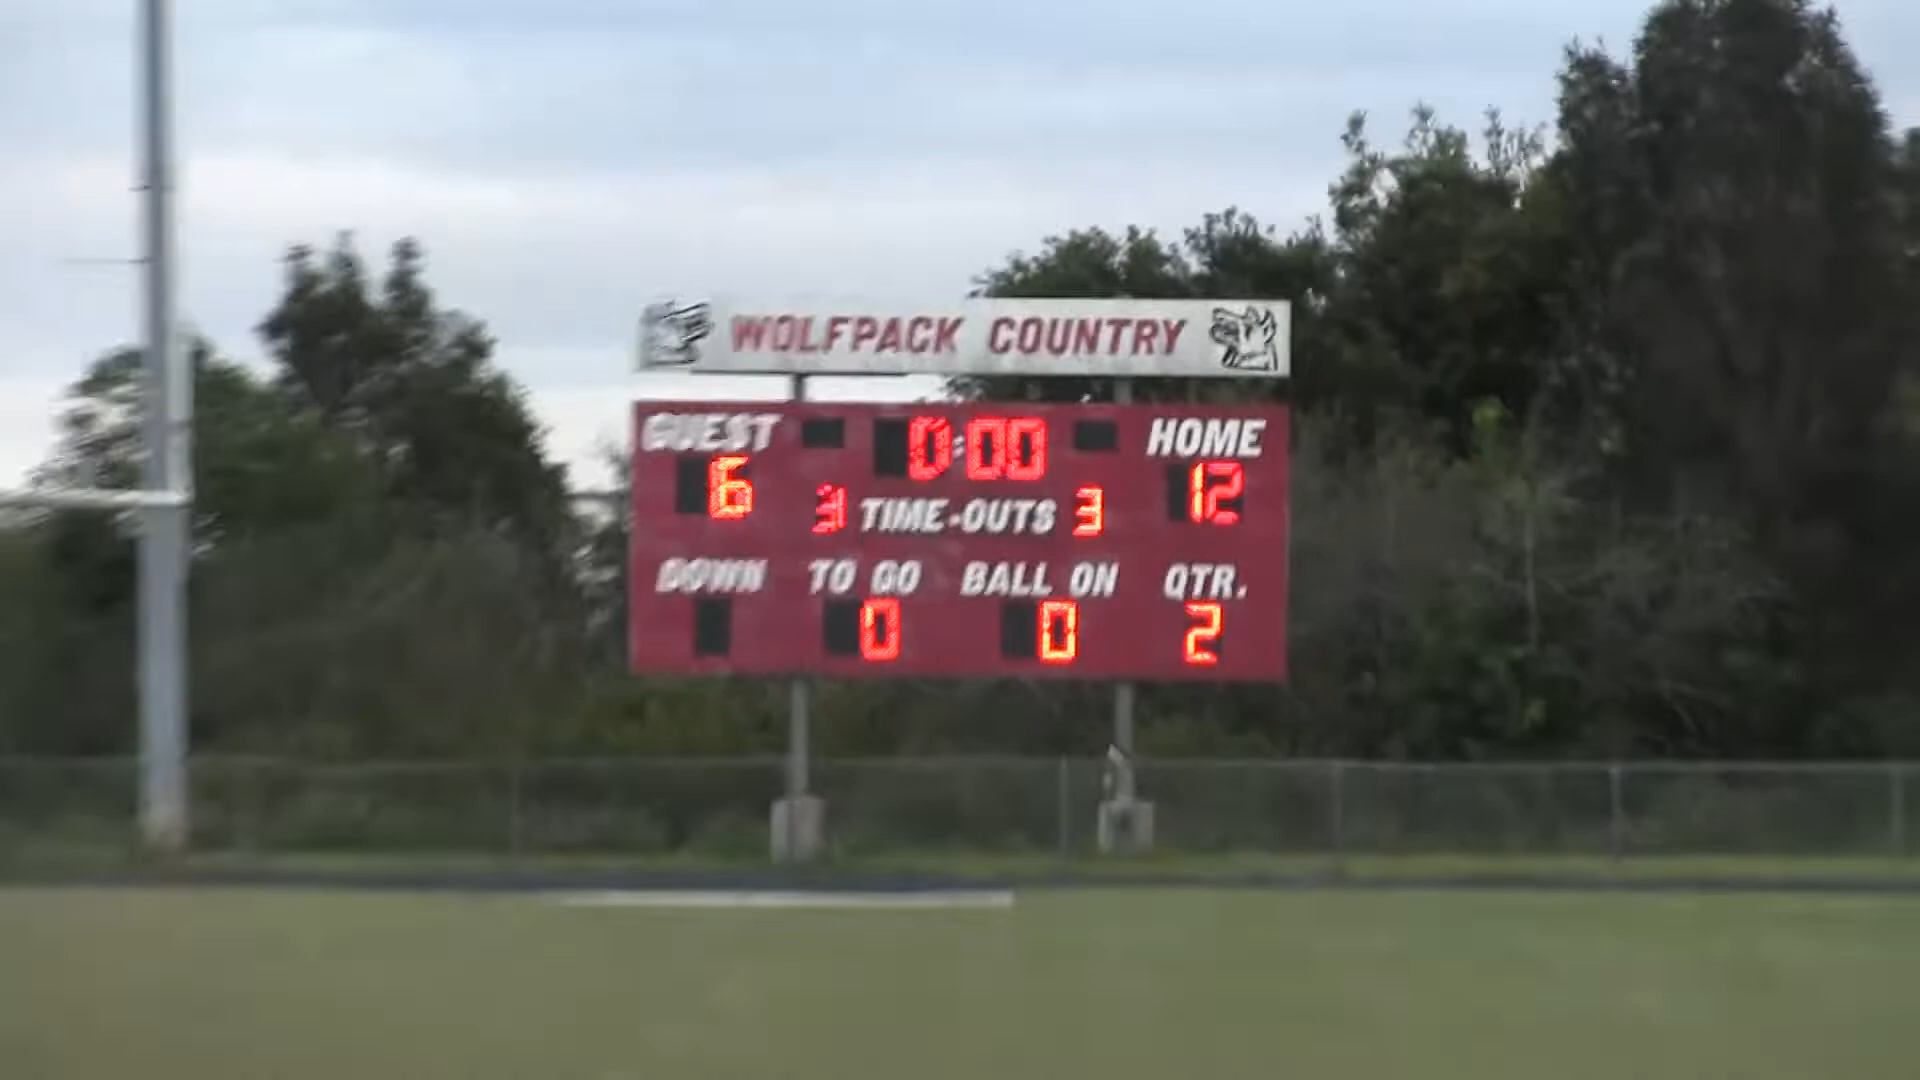 WOLFPACK COUNTRY
GUEST 0:00 HOME
6 12
3 TIME-OUTS 3
DOWN TO GO BALL ON QTR.
0 0 2